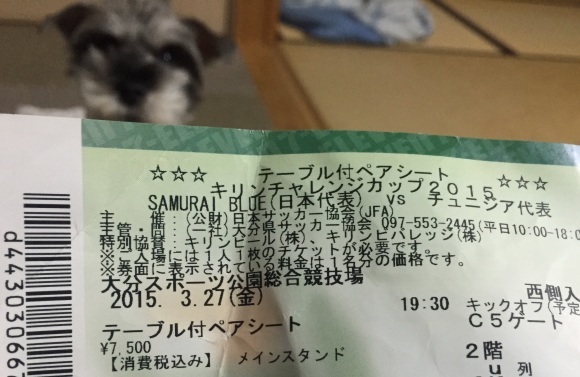 ☆☆☆ テーブル付ペアシート ☆☆☆
キリンチャレンジカップ2015
SAMURAI BLUE(日本代表) vs チュニジア代表
主 催:(公財)日本サッカー協会(JFA)
主管・問:(一社)大分県サッカー協会 097-553-2445(平日10:00-18:0
特別協賛:キリンビール(株)、キリンビバレッジ(株)
※ご入場には1人1枚のチケットが必要です。
※券面に表示されている料金は1名分の価格です。
大分スポーツ公園総合競技場
2015. 3.27(金) 19:30 キックオフ(予定
西側入
C5ゲート
テーブル付ペアシート
¥7,500
【消費税込み】 メインスタンド
2階
u 列
d44303066